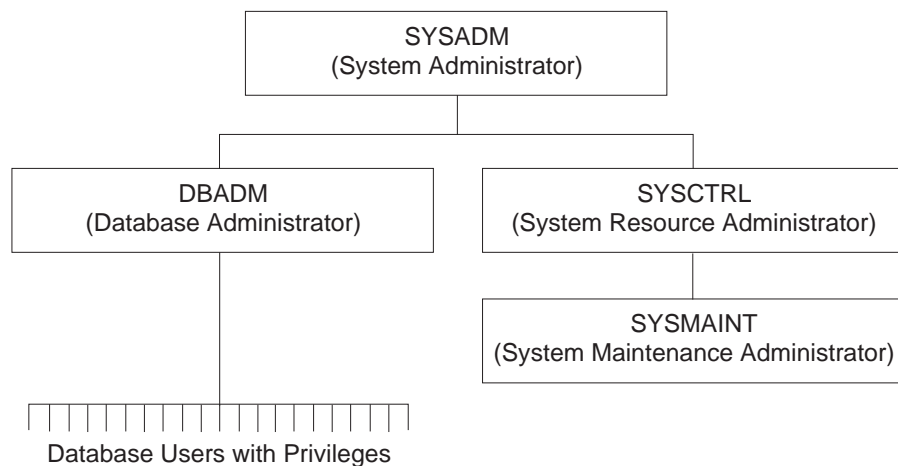 SYSADM
(System Administrator)
DBADM
(Database Administrator)
SYSCTRL
(System Resource Administrator)
SYSMAINT
(System Maintenance Administrator)
Database Users with Privileges